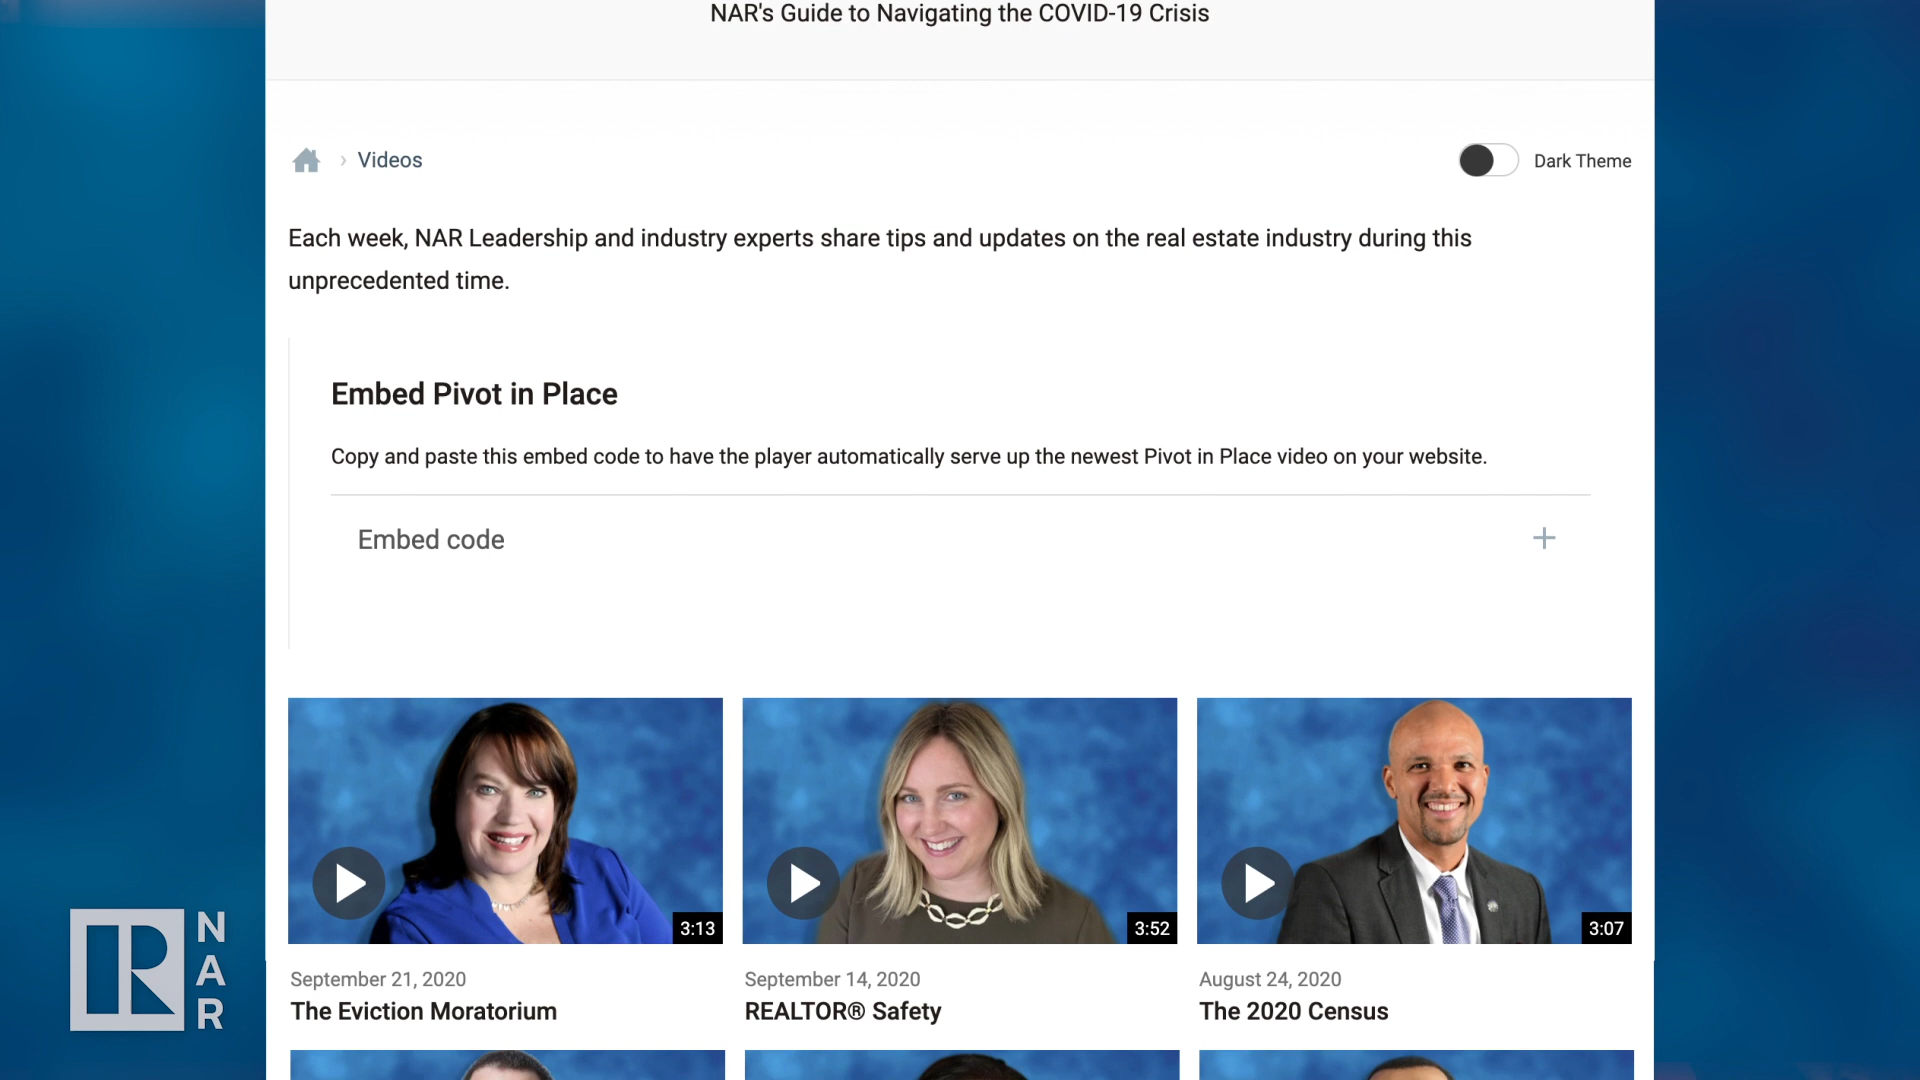 NAR's Guide to Navigating the COVID-19 Crisis
Videos
Dark Theme
Each week, NAR Leadership and industry experts share tips and updates on the real estate industry during this
unprecedented time.
Embed Pivot in Place
Copy and paste this embed code to have the player automatically serve up the newest Pivot in Place video on your website.
Embed code
3:13
3:52
3:07
September 21, 2020
The Eviction Moratorium
September 14, 2020
REALTOR® Safety
August 24, 2020
The 2020 Census
R
NAR